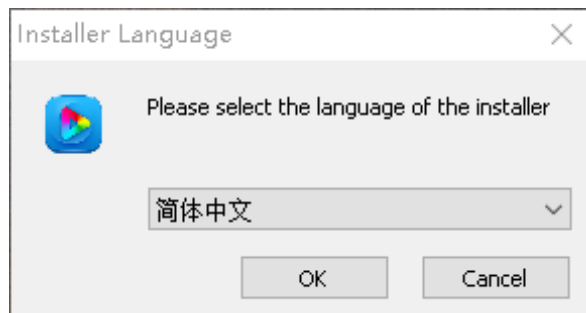 Installer Language
Please select the language of the installer
简体中文
OK
Cancel